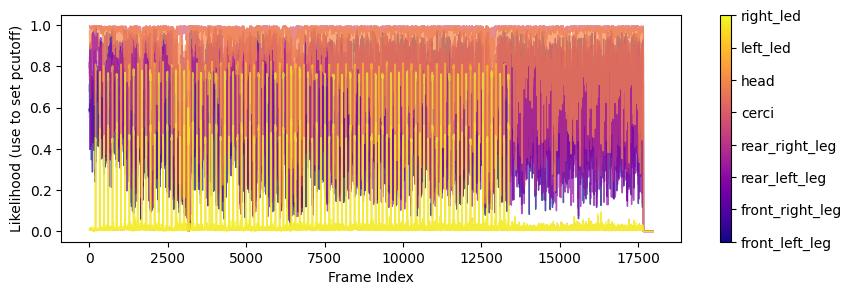 1.0
0.8
0.6
0.4
0.2
0.0
Likelihood (use to set pcutoff)
0
2500
5000
7500
10000
12500
15000
17500
Frame Index
right_led
left_led
head
cerci
rear_right_leg
rear_left_leg
front_right_leg
front_left_leg